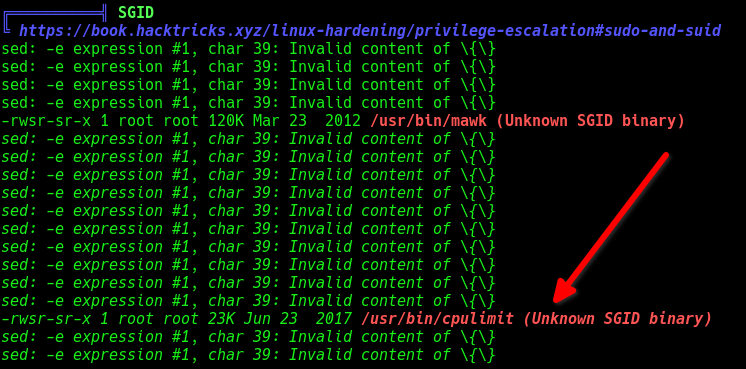 ╔══════════╣ SGID
╚ https://book.hacktricks.xyz/linux-hardening/privilege-escalation#sudo-and-suid
sed: -e expression #1, char 39: Invalid content of \{\}
sed: -e expression #1, char 39: Invalid content of \{\}
sed: -e expression #1, char 39: Invalid content of \{\}
sed: -e expression #1, char 39: Invalid content of \{\}
-rwsr-sr-x 1 root root 120K Mar 23  2012 /usr/bin/mawk (Unknown SGID binary)
sed: -e expression #1, char 39: Invalid content of \{\}
sed: -e expression #1, char 39: Invalid content of \{\}
sed: -e expression #1, char 39: Invalid content of \{\}
sed: -e expression #1, char 39: Invalid content of \{\}
sed: -e expression #1, char 39: Invalid content of \{\}
sed: -e expression #1, char 39: Invalid content of \{\}
sed: -e expression #1, char 39: Invalid content of \{\}
sed: -e expression #1, char 39: Invalid content of \{\}
sed: -e expression #1, char 39: Invalid content of \{\}
sed: -e expression #1, char 39: Invalid content of \{\}
-rwsr-sr-x 1 root root 23K Jun 23  2017 /usr/bin/cpulimit (Unknown SGID binary)
sed: -e expression #1, char 39: Invalid content of \{\}
sed: -e expression #1, char 39: Invalid content of \{\}